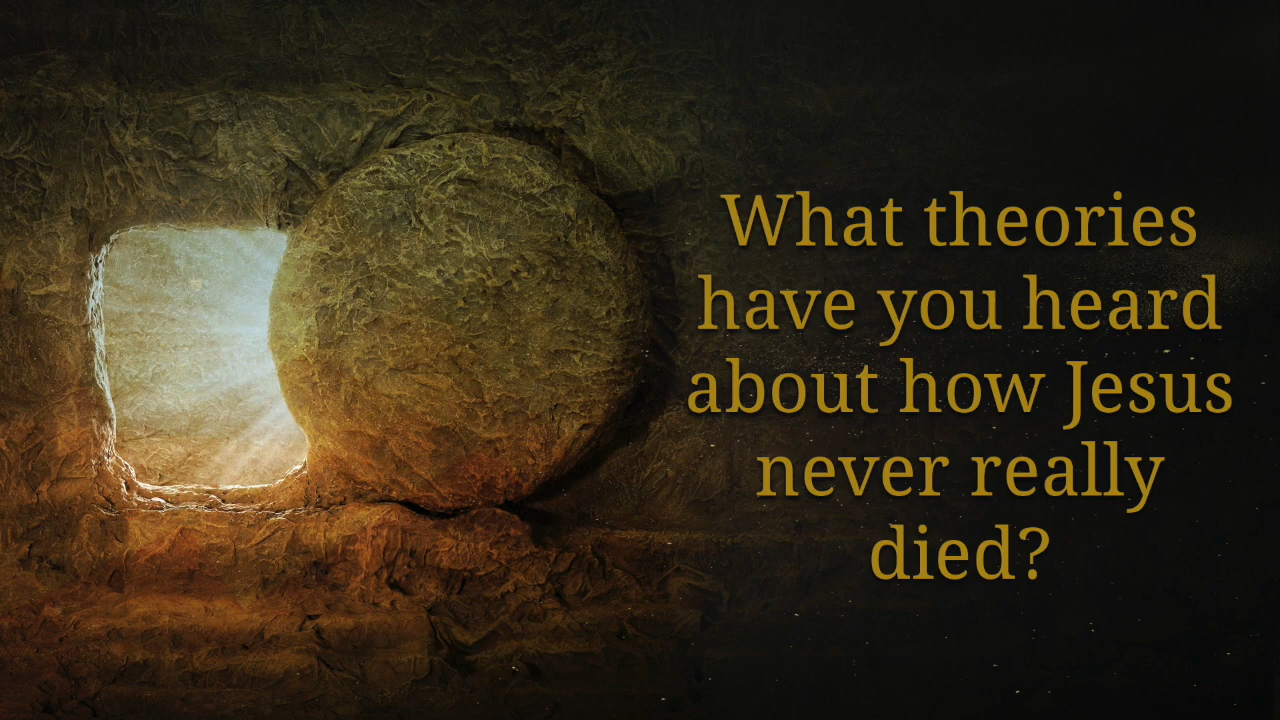 What theories
have you heard
about how Jesus
never really
died?